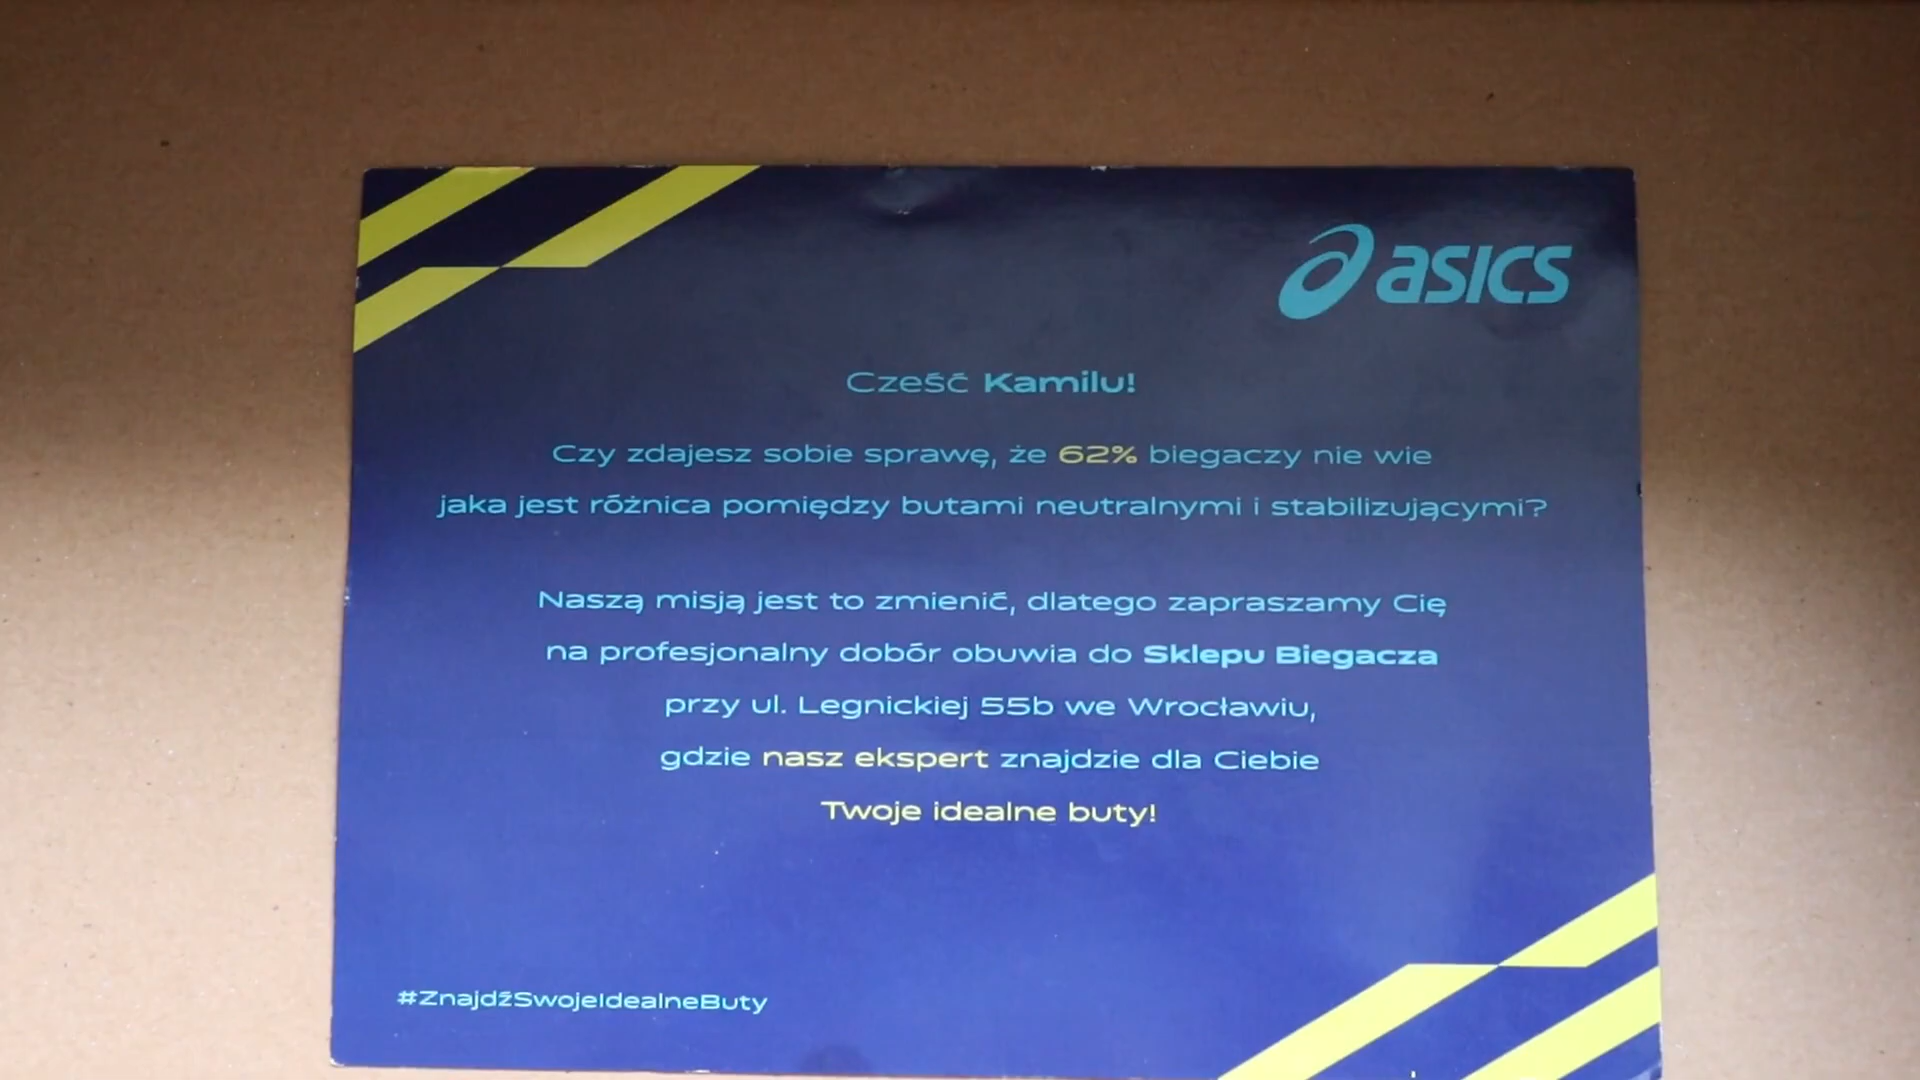 asics
Cześć Kamilu!
Czy zdajesz sobie sprawę, że 62% biegaczy nie wie
jaka jest różnica pomiędzy butami neutralnymi i stabilizującymi?
Naszą misją jest to zmienić, dlatego zapraszamy Cię
na profesjonalny dobór obuwia do Sklepu Biegacza
przy ul. Legnickiej 55b we Wrocławiu,
gdzie nasz ekspert znajdzie dla Ciebie
Twoje idealne buty!
#ZnajdźSwojeIdealneButy